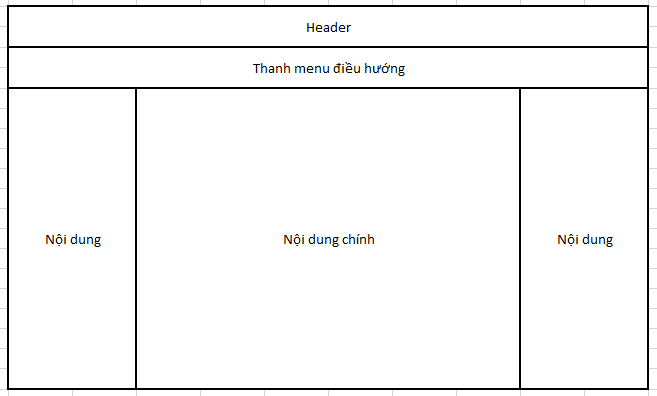 Header
Thanh menu điều hướng
Nội dung
Nội dung chính
Nội dung